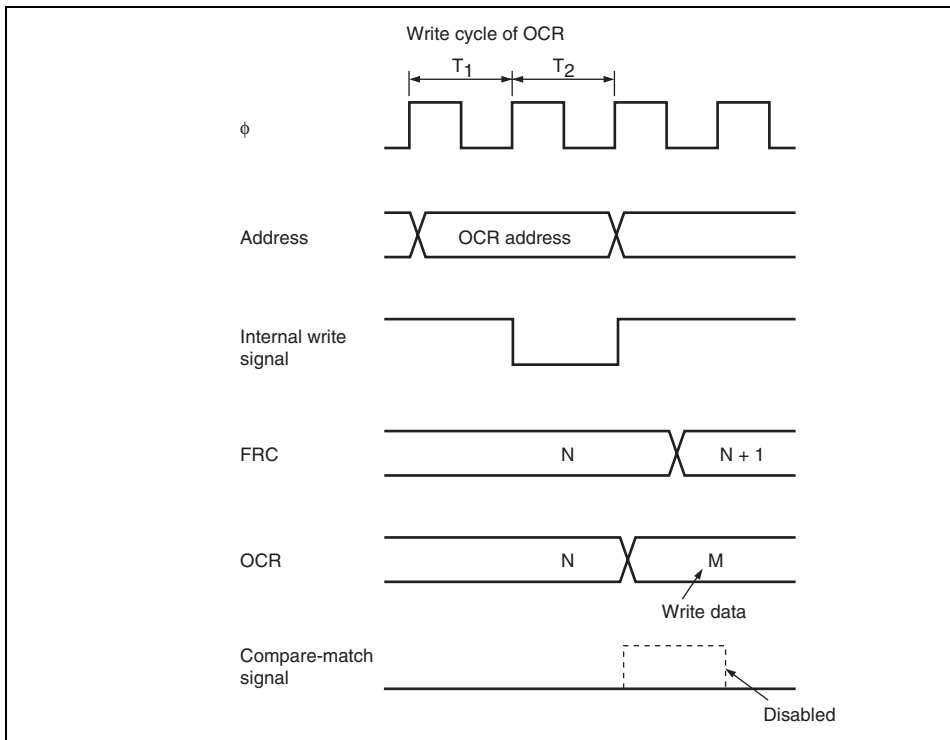 Write cycle of OCR
T1 T2
ϕ
Address
OCR address
Internal write
signal
FRC
N
N + 1
OCR
N
M
Write data
Compare-match
signal
Disabled